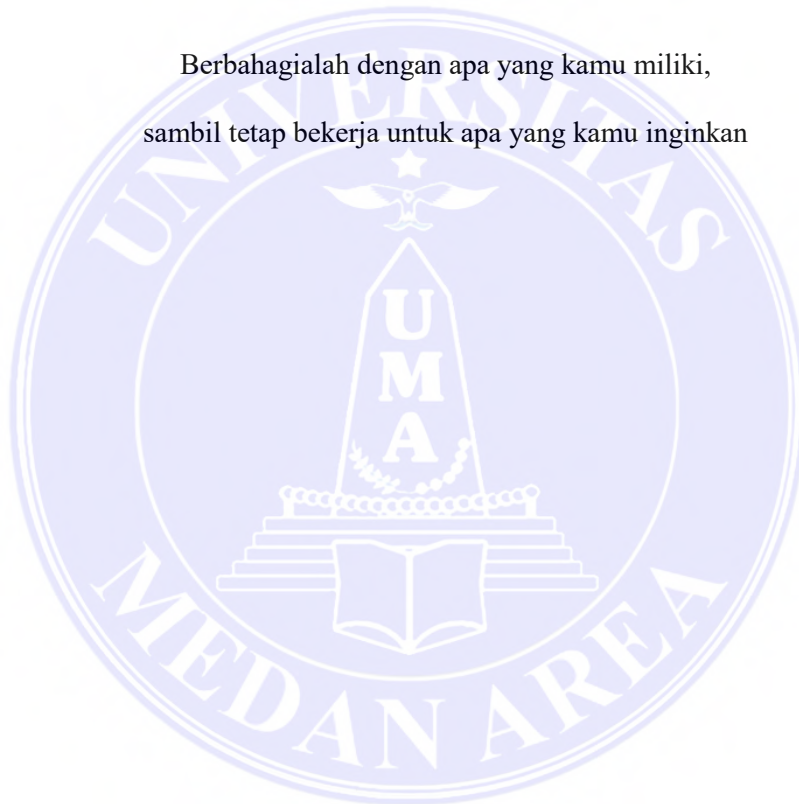 Berbahagialah dengan apa yang kamu miliki,
sambil tetap bekerja untuk apa yang kamu inginkan
UNIVERSITAS
UMA
MEDAN AREA